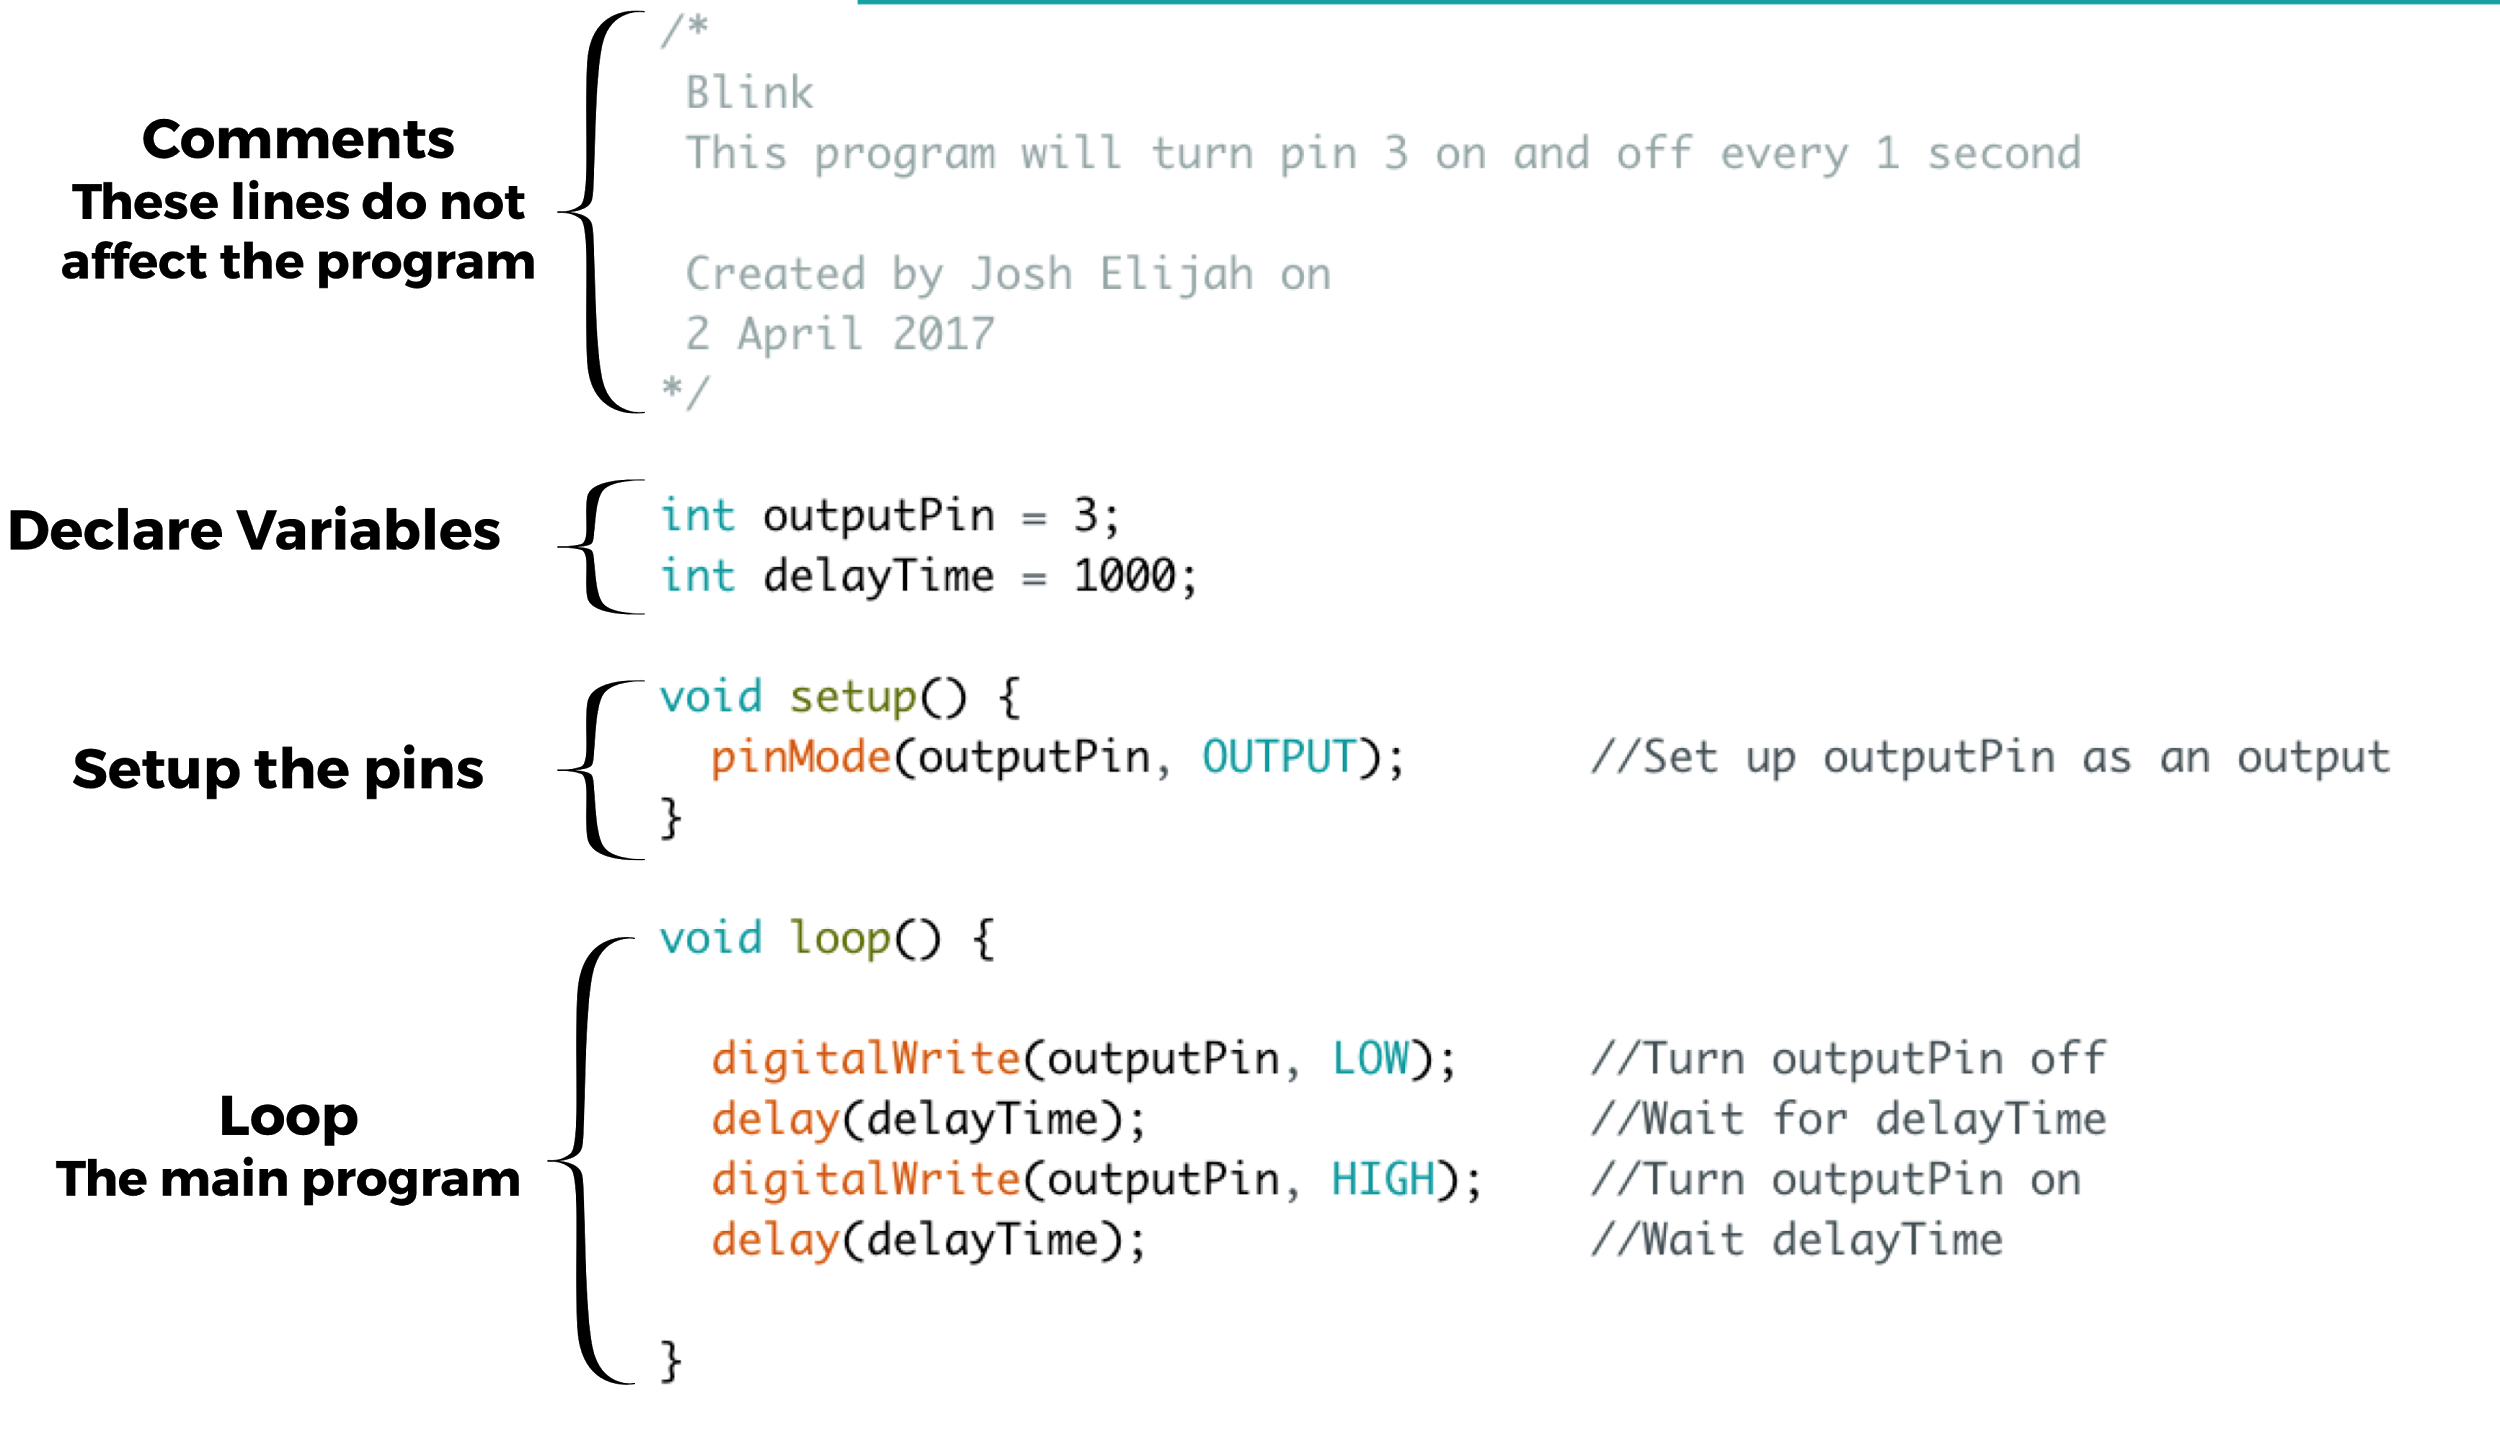 Comments
These lines do not
affect the program
/*
Blink
This program will turn pin 3 on and off every 1 second
Created by Josh Elijah on
2 April 2017
*/
Declare Variables
int outputPin = 3;
int delayTime = 1000;
Setup the pins
void setup() {
pinMode(outputPin, OUTPUT); //Set up outputPin as an output
}
Loop
The main program
void loop() {
digitalWrite(outputPin, LOW); //Turn outputPin off
delay(delayTime); //Wait for delayTime
digitalWrite(outputPin, HIGH); //Turn outputPin on
delay(delayTime); //Wait delayTime
}